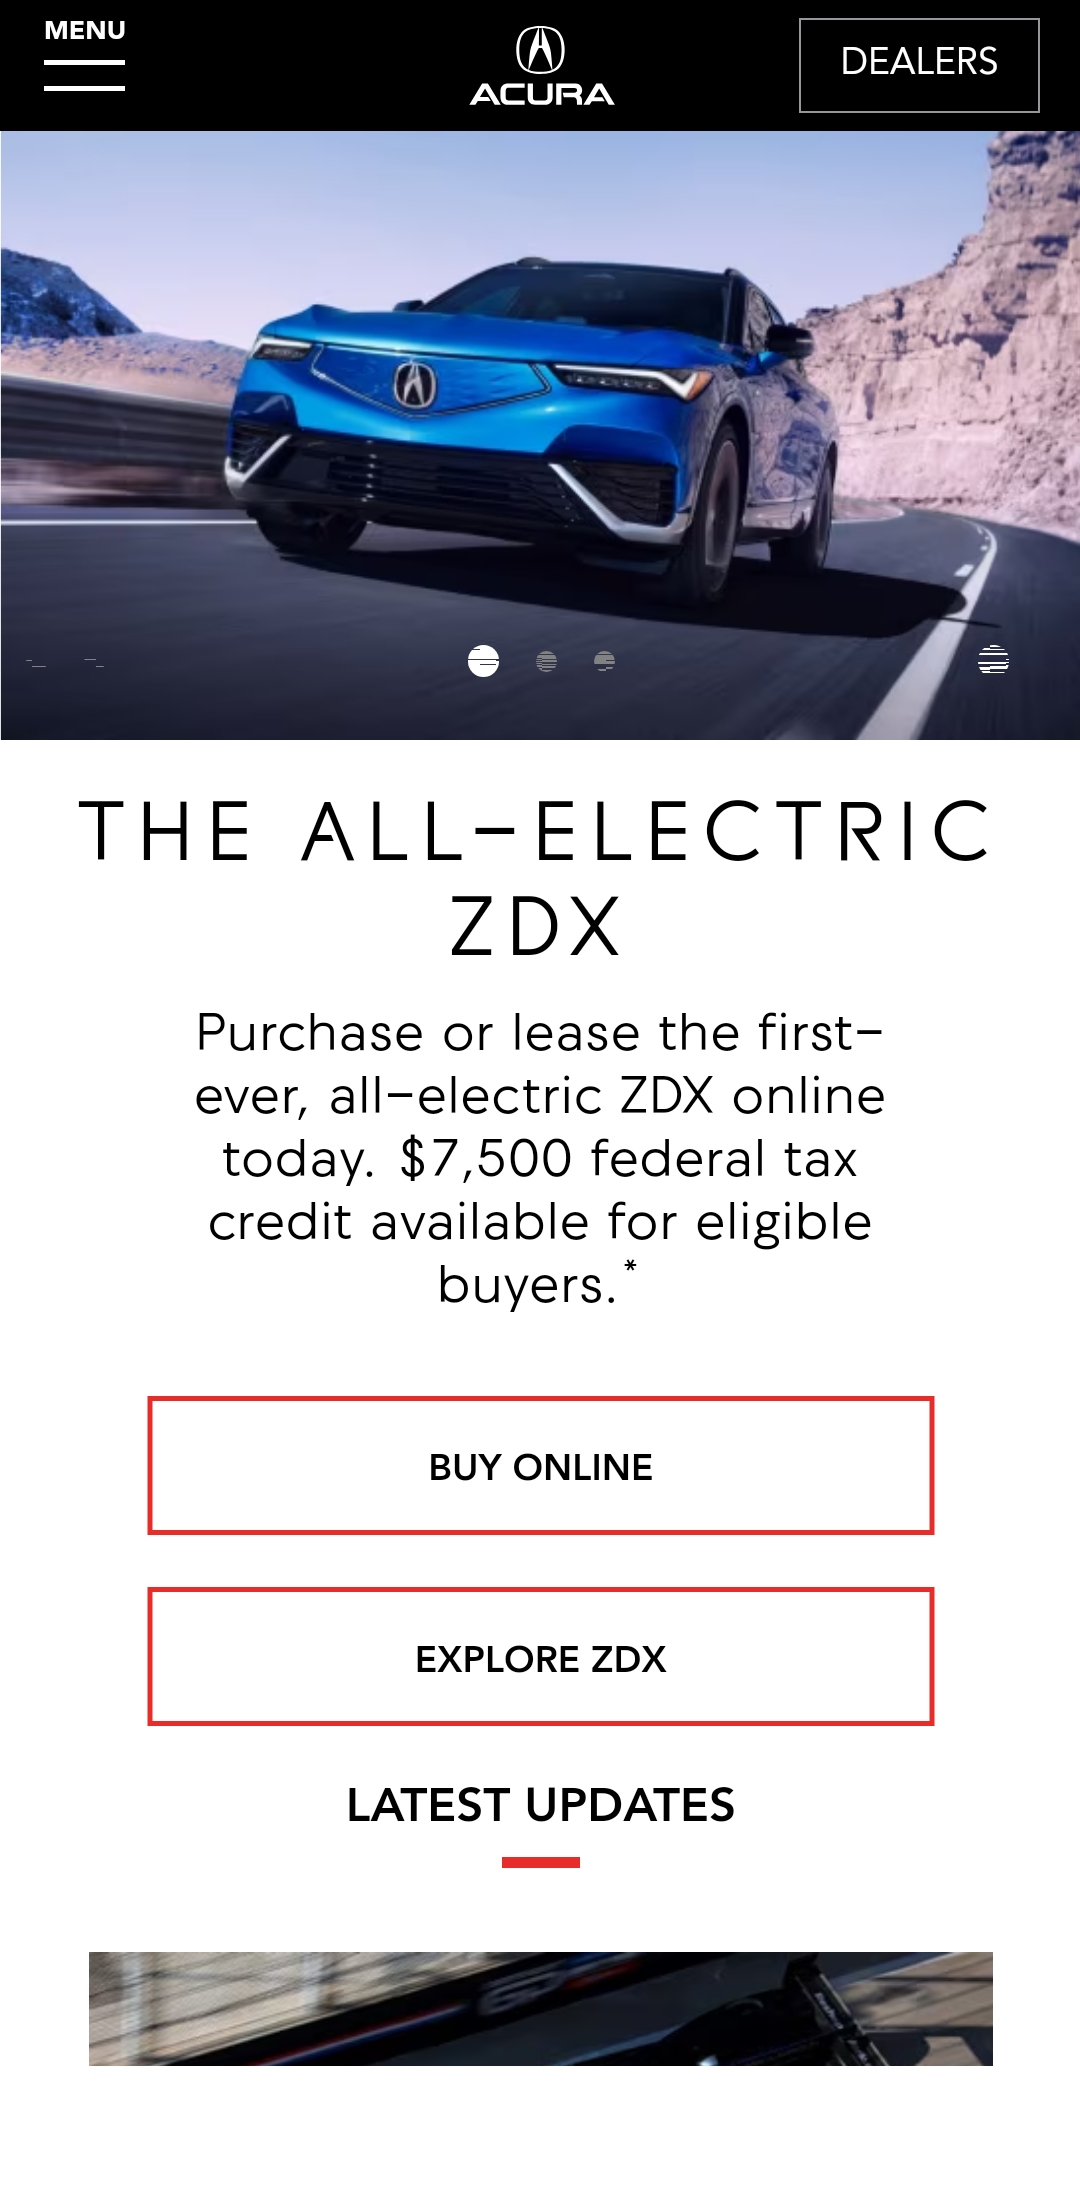 MENU
ACURA
DEALERS
THE ALL-ELECTRIC
ZDX
Purchase or lease the first-
ever, all-electric ZDX online
today. $7,500 federal tax
credit available for eligible
buyers.*
BUY ONLINE
EXPLORE ZDX
LATEST UPDATES